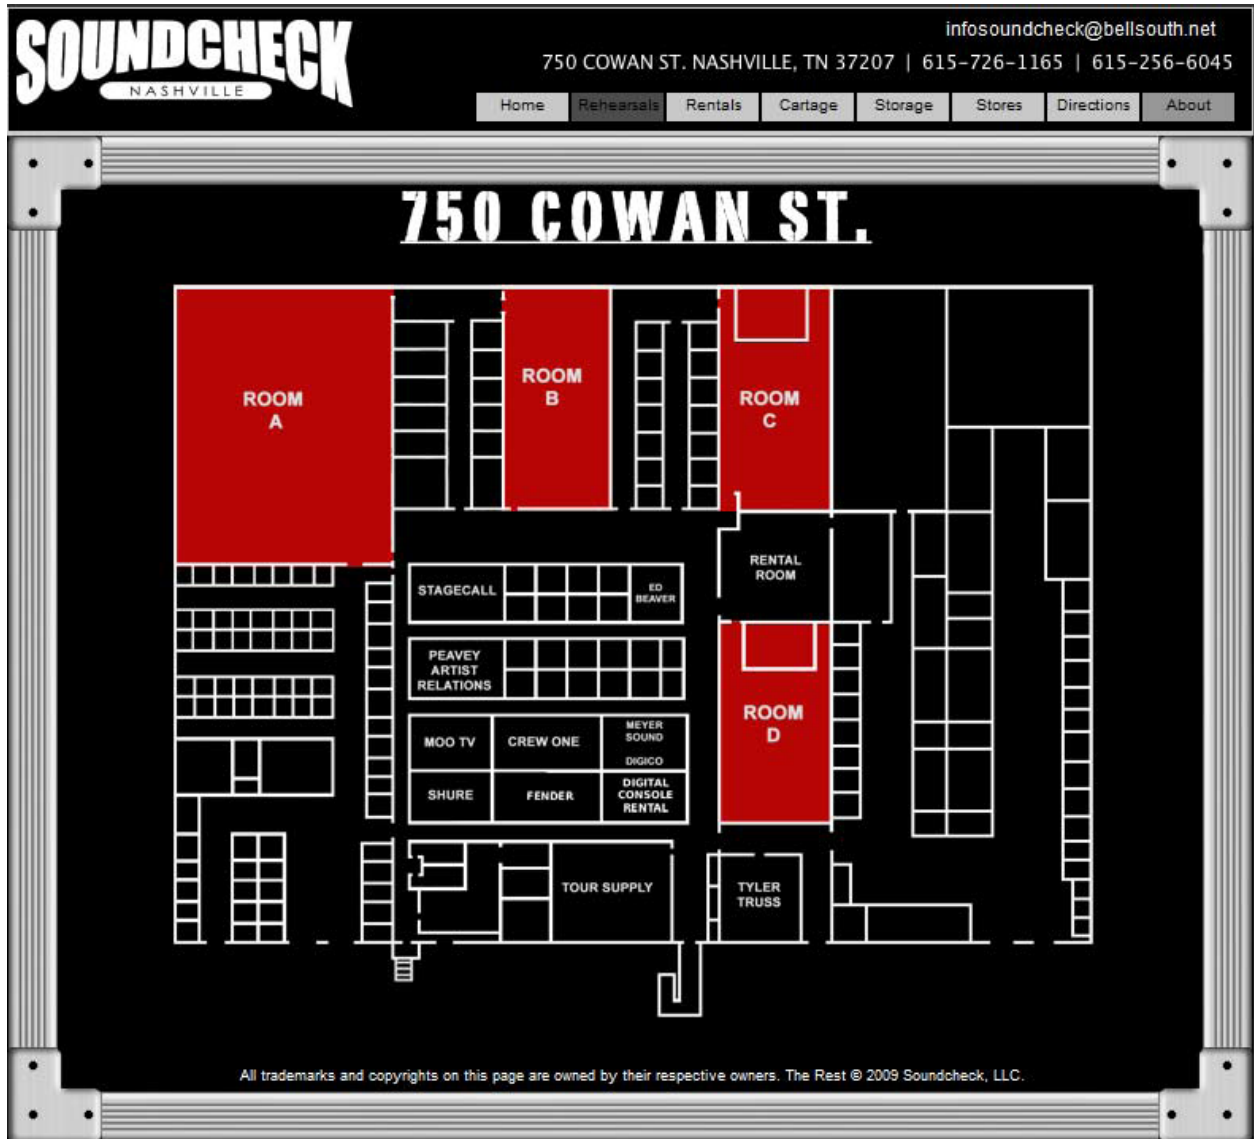 SOUNDCHECK
NASHVILLE
infosoundcheck@bellsouth.net
750 COWAN ST. NASHVILLE, TN 37207 | 615-726-1165 | 615-256-6045
Home Rehearsals Rentals Cartage Storage Stores Directions About
750 COWAN ST.
ROOM
A
ROOM
B
ROOM
C
RENTAL
ROOM
STAGECALL
ED
BEAVER
PEAVEY
ARTIST
RELATIONS
ROOM
D
MOO TV
CREW ONE
MEYER
SOUND
DIGICO
SHURE
FENDER
DIGITAL
CONSOLE
RENTAL
TOUR SUPPLY
TYLER
TRUSS
All trademarks and copyrights on this page are owned by their respective owners. The Rest © 2009 Soundcheck, LLC.